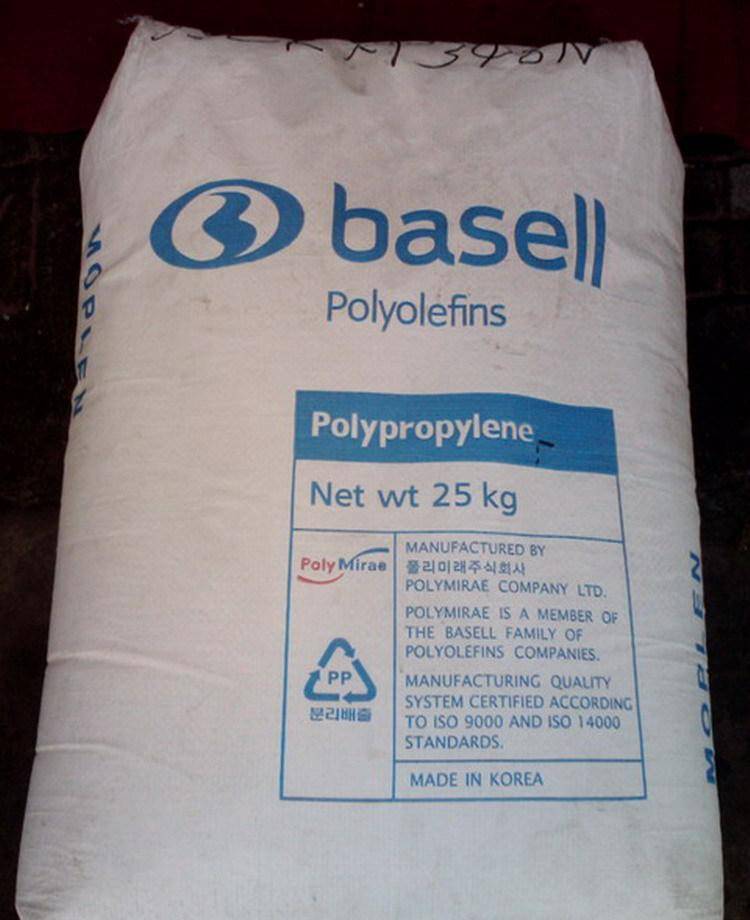 340N
basell
Polyolefins
MOPLEN
Polypropylene
Net wt 25 kg
PolyMirae
PP
분리배출
MANUFACTURED BY
폴리미래주식회사
POLYMIRAE COMPANY LTD.
POLYMIRAE IS A MEMBER OF
THE BASELL FAMILY OF
POLYOLEFINS COMPANIES.
MANUFACTURING QUALITY
SYSTEM CERTIFIED ACCORDING
TO ISO 9000 AND ISO 14000
STANDARDS.
MADE IN KOREA
MOPLEN